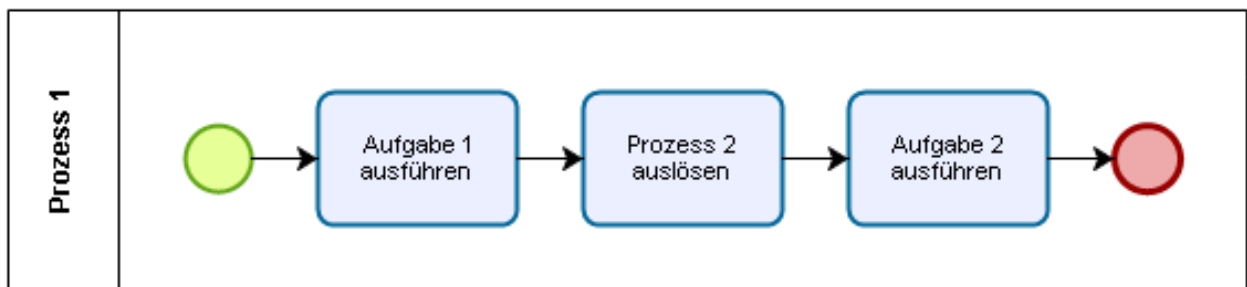 Prozess 1
Aufgabe 1
ausführen
Prozess 2
auslösen
Aufgabe 2
ausführen